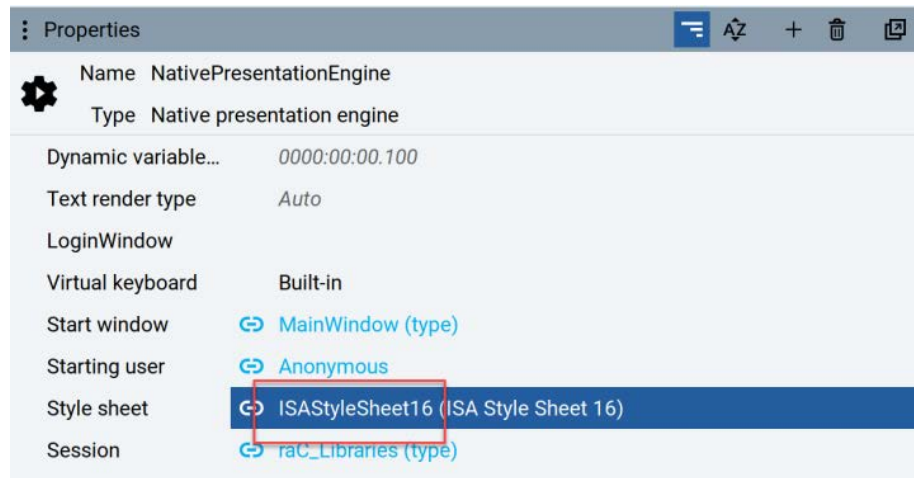 Properties
Name NativePresentationEngine
Type Native presentation engine
Dynamic variable... 0000:00:00.100
Text render type Auto
LoginWindow
Virtual keyboard Built-in
Start window MainWindow (type)
Starting user Anonymous
Style sheet ISAStyleSheet16 (ISA Style Sheet 16)
Session raC_Libraries (type)